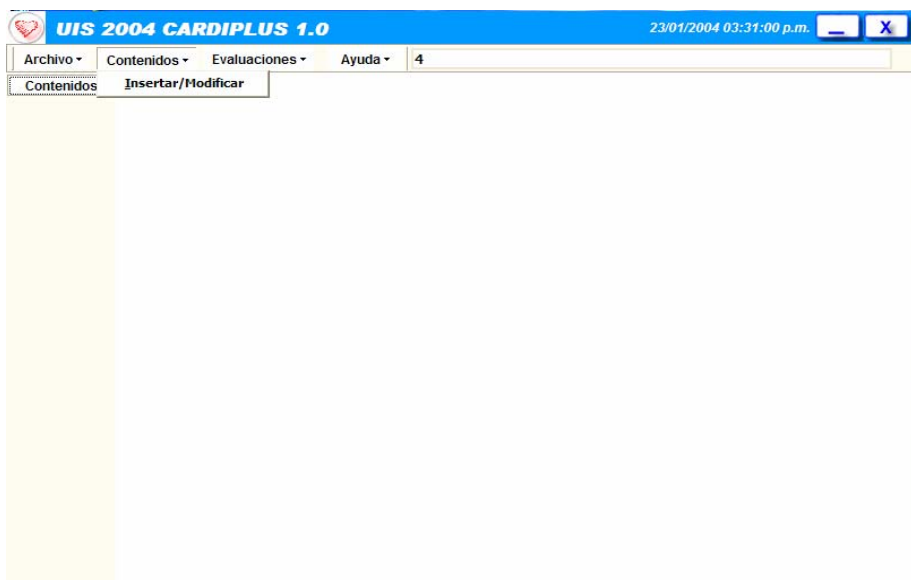 UIS 2004 CARDIPLUS 1.0 23/01/2004 03:31:00 p.m. X
Archivo Contenidos Evaluaciones Ayuda 4
Contenidos Insertar/Modificar